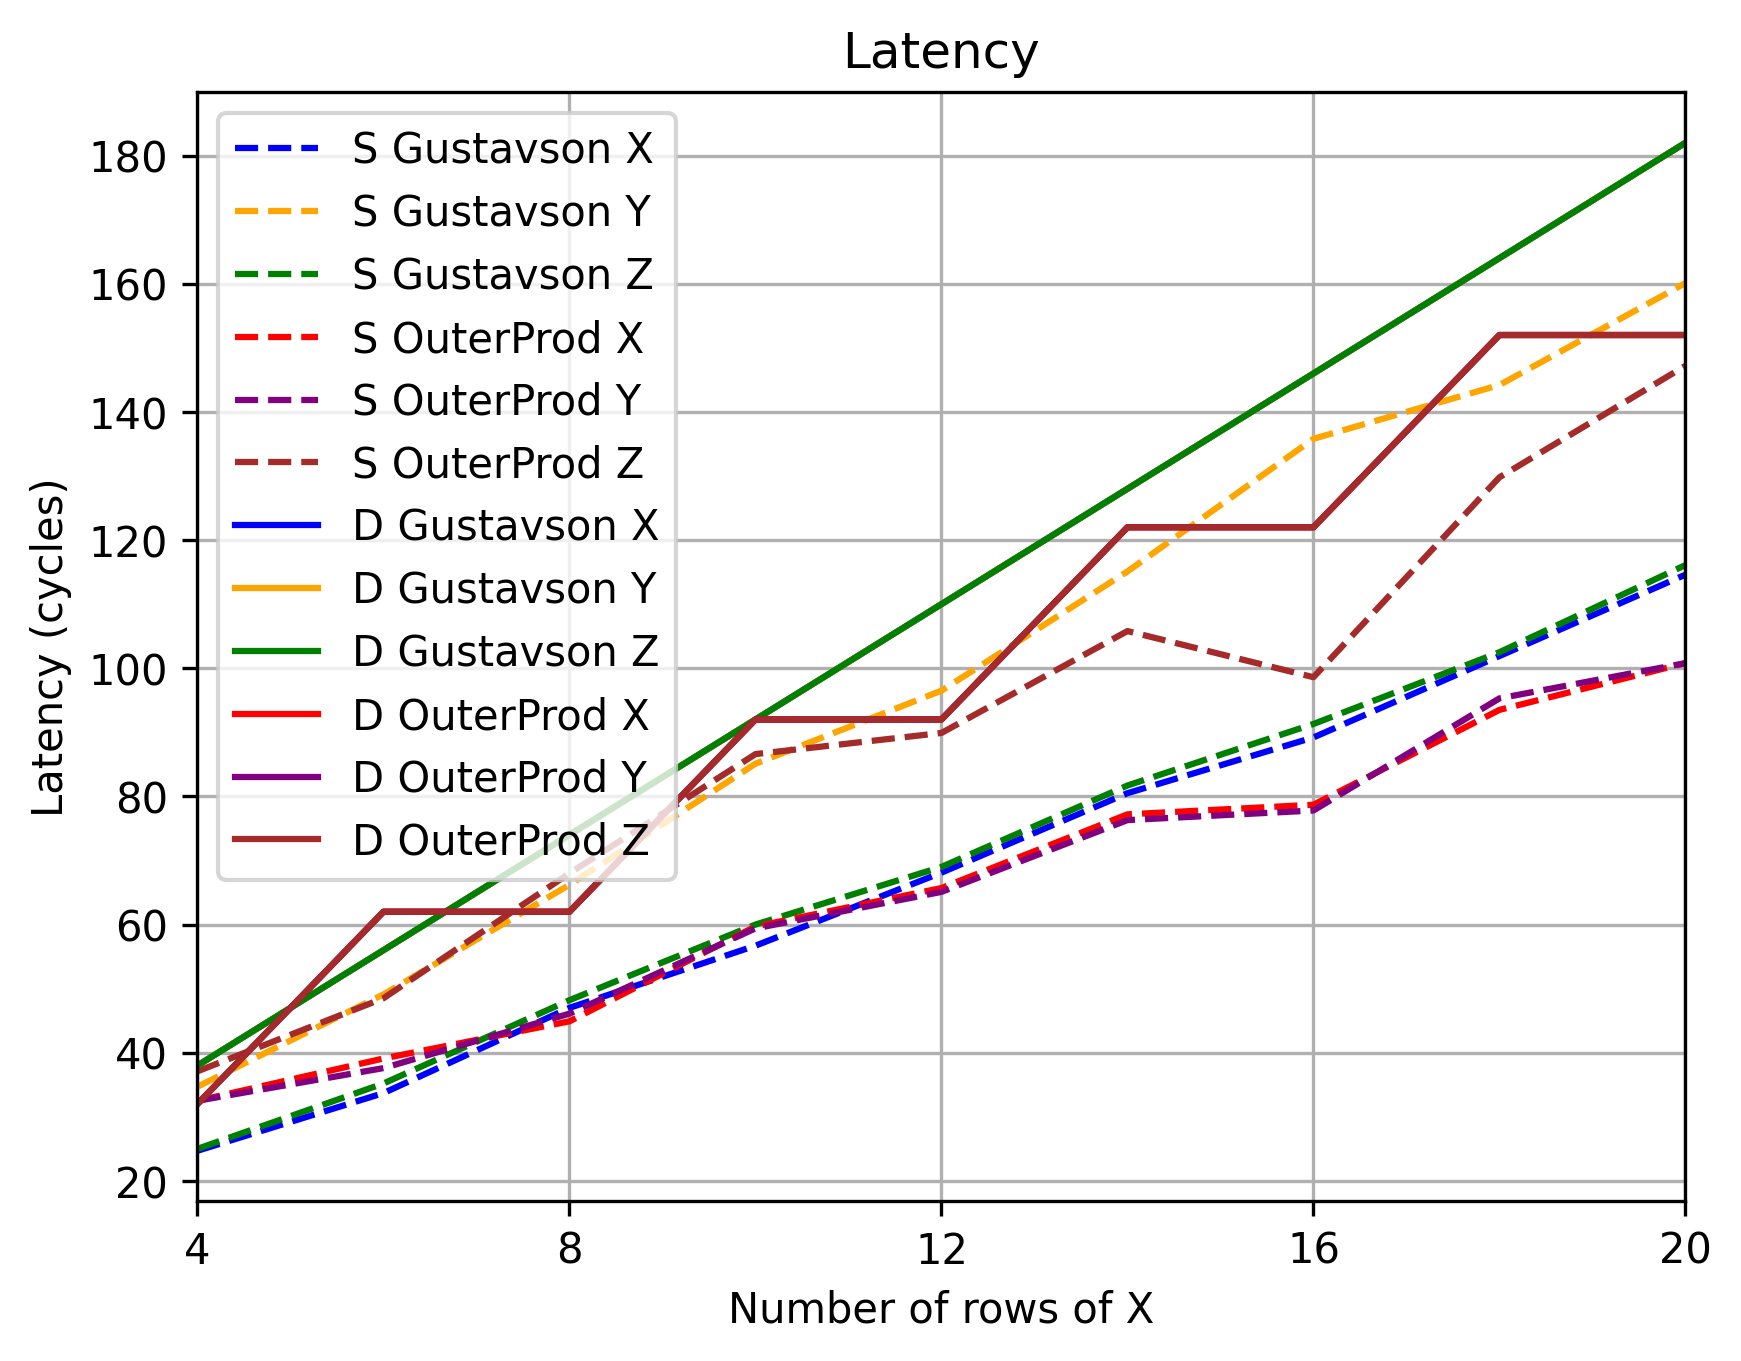 Latency
S Gustavson X
S Gustavson Y
S Gustavson Z
S OuterProd X
S OuterProd Y
S OuterProd Z
D Gustavson X
D Gustavson Y
D Gustavson Z
D OuterProd X
D OuterProd Y
D OuterProd Z
180
160
140
120
100
80
60
40
20
Latency (cycles)
4 8 12 16 20
Number of rows of X